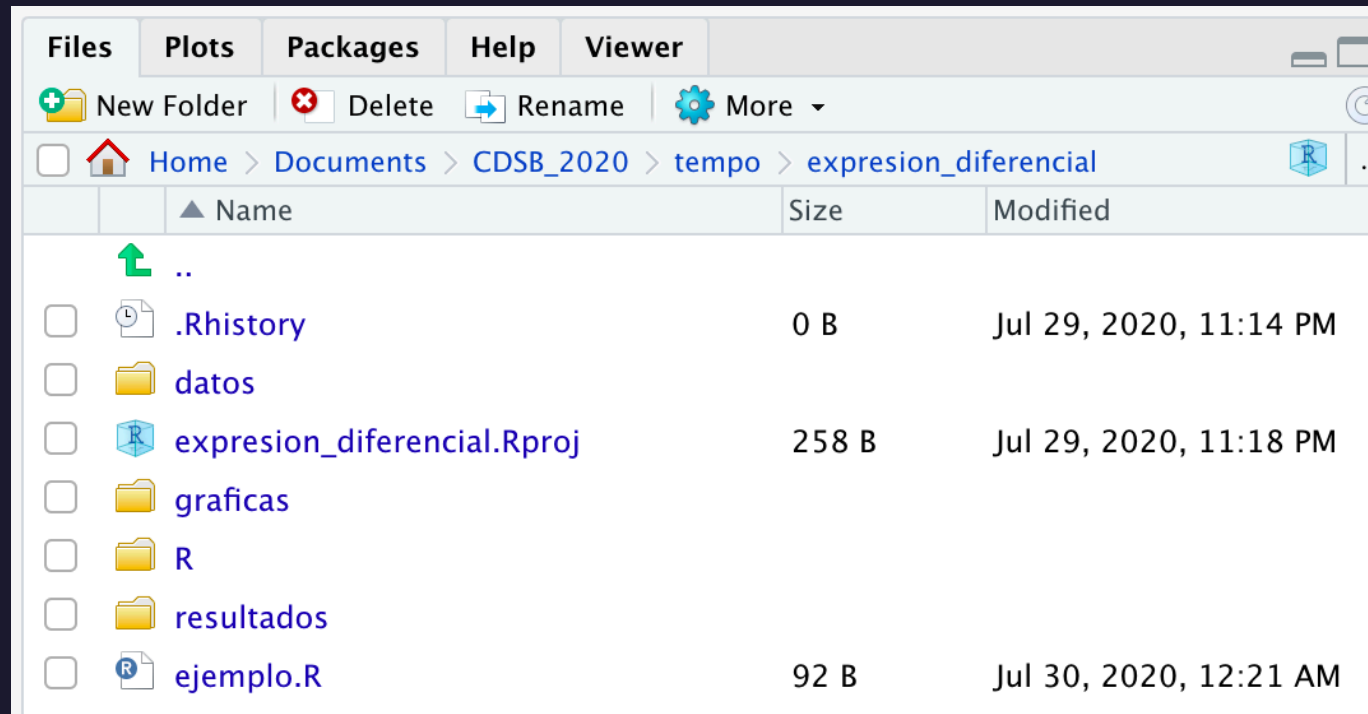 Files Plots Packages Help Viewer
New Folder Delete Rename More
Home > Documents > CDSB_2020 > tempo > expresion_diferencial R .
Name Size Modified
..
.Rhistory 0 B Jul 29, 2020, 11:14 PM
datos
R expresion_diferencial.Rproj 258 B Jul 29, 2020, 11:18 PM
graficas
R
resultados
R ejemplo.R 92 B Jul 30, 2020, 12:21 AM